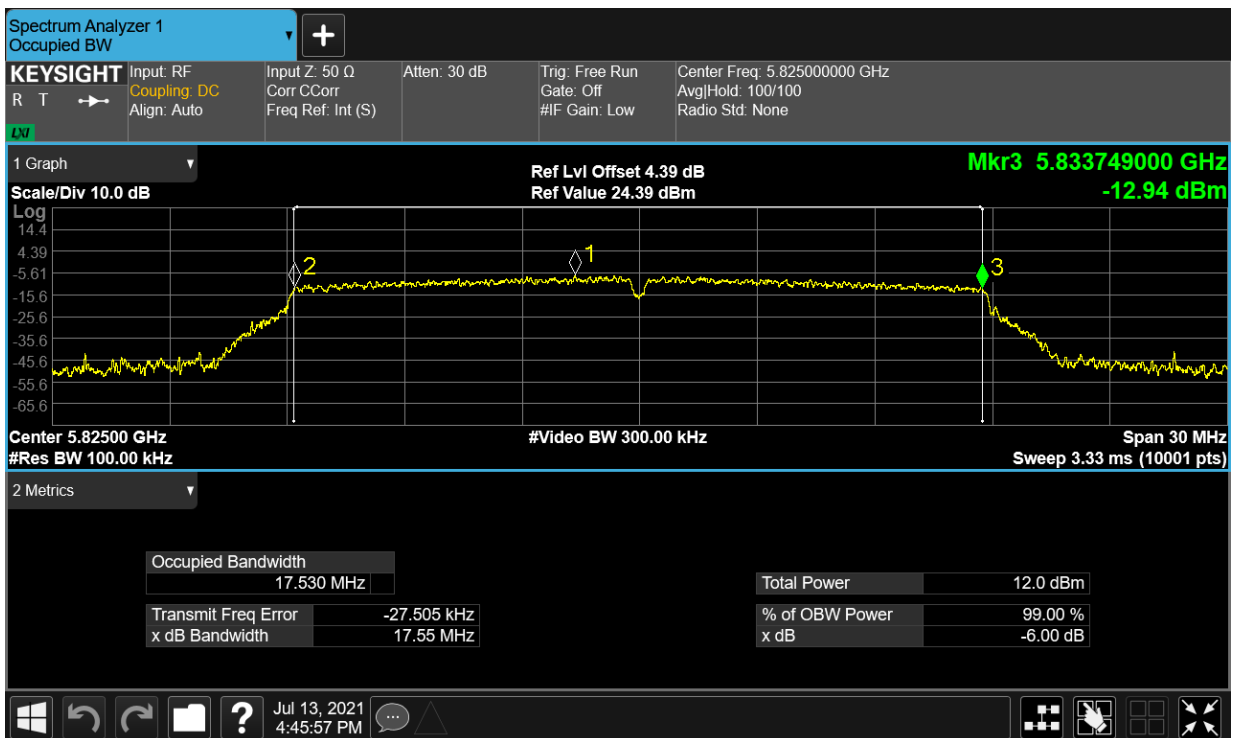 Spectrum Analyzer 1
Occupied BW
+
KEYSIGHT
R T
LXI
Input: RF
Coupling: DC
Align: Auto
Input Z: 50 Ω
Corr CCorr
Freq Ref: Int (S)
Atten: 30 dB
Trig: Free Run
Gate: Off
#IF Gain: Low
Center Freq: 5.825000000 GHz
Avg|Hold: 100/100
Radio Std: None
1 Graph
Scale/Div 10.0 dB
Ref Lvl Offset 4.39 dB
Ref Value 24.39 dBm
Mkr3 5.833749000 GHz
-12.94 dBm
Log
14.4
4.39
-5.61
-15.6
-25.6
-35.6
-45.6
-55.6
-65.6
2
1
3
Center 5.82500 GHz
#Res BW 100.00 kHz
#Video BW 300.00 kHz
Span 30 MHz
Sweep 3.33 ms (10001 pts)
2 Metrics
Occupied Bandwidth
17.530 MHz
Transmit Freq Error -27.505 kHz
x dB Bandwidth 17.55 MHz
Total Power 12.0 dBm
% of OBW Power 99.00 %
x dB -6.00 dB
?
Jul 13, 2021
4:45:57 PM